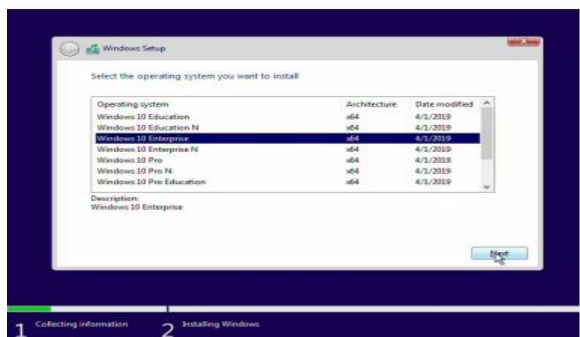 Windows Setup
Select the operating system you want to install
Operating system Architecture Date modified
Windows 10 Education x64 4/1/2019
Windows 10 Education N x64 4/1/2019
Windows 10 Enterprise x64 4/1/2019
Windows 10 Enterprise N x64 4/1/2019
Windows 10 Pro x64 4/1/2019
Windows 10 Pro N x64 4/1/2019
Windows 10 Pro Education x64 4/1/2019
Description:
Windows 10 Enterprise
Next
1 Collecting information 2 Installing Windows